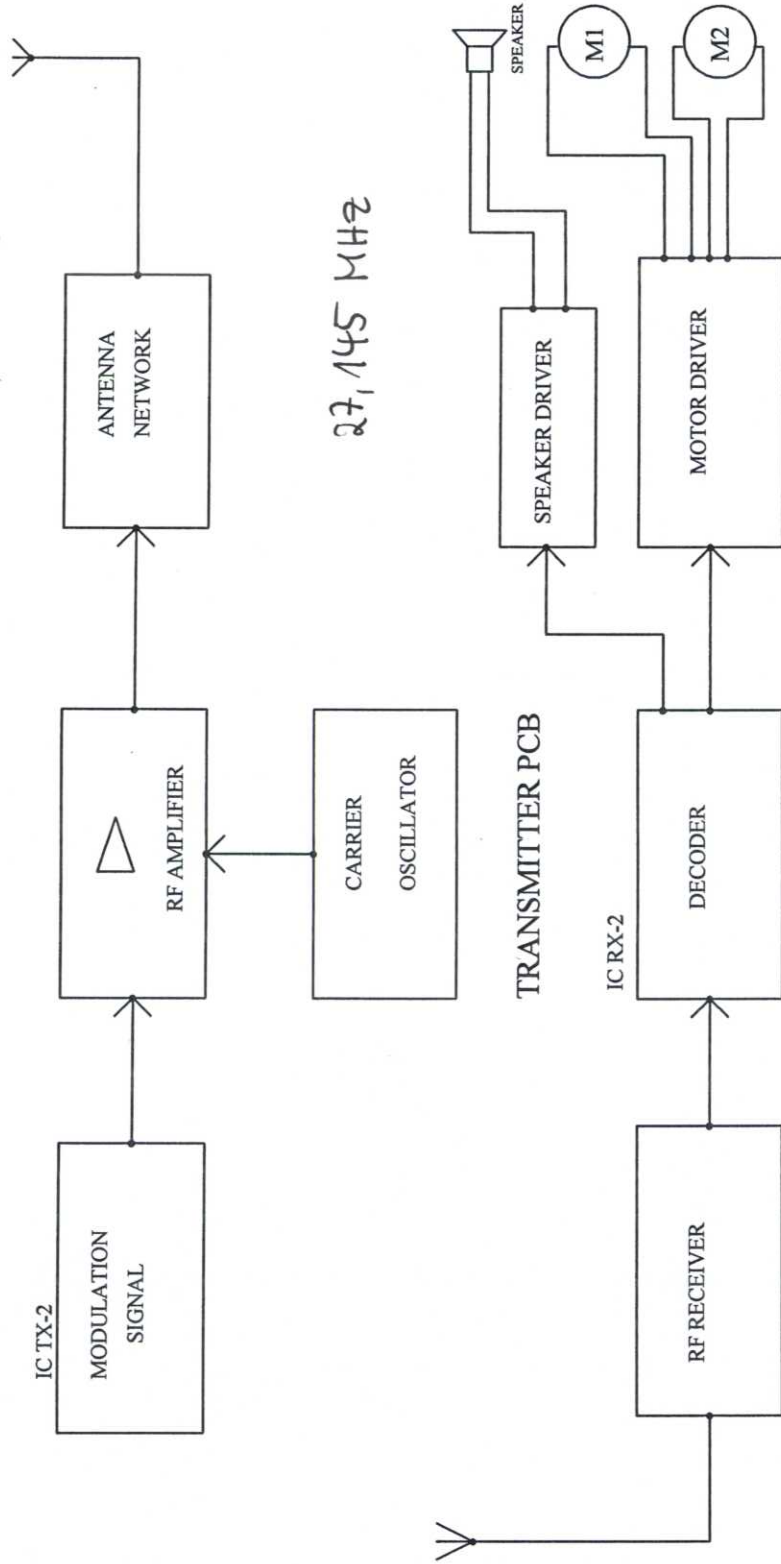 IC TX-2
MODULATION
SIGNAL
RF AMPLIFIER
ANTENNA
NETWORK
CARRIER
OSCILLATOR
27,145 MHz
TRANSMITTER PCB
IC RX-2
RF RECEIVER
DECODER
SPEAKER DRIVER
MOTOR DRIVER
SPEAKER
M1
M2